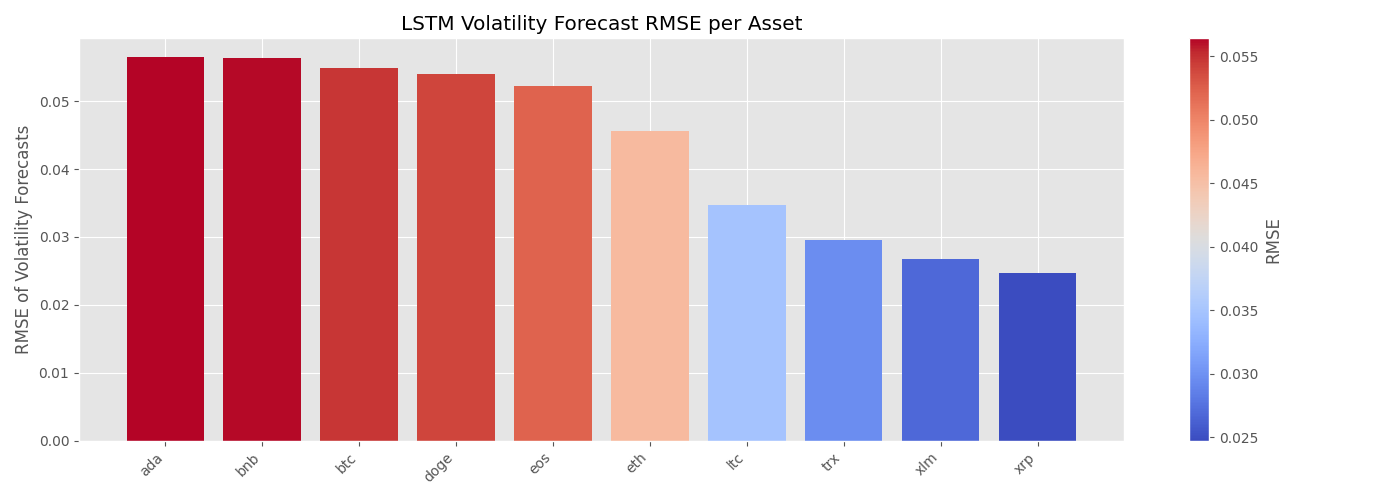 LSTM Volatility Forecast RMSE per Asset
RMSE of Volatility Forecasts
0.05
0.04
0.03
0.02
0.01
0.00
ada
bnb
btc
doge
eos
eth
ltc
trx
xlm
xrp
0.055
0.050
0.045
0.040
0.035
0.030
0.025
RMSE